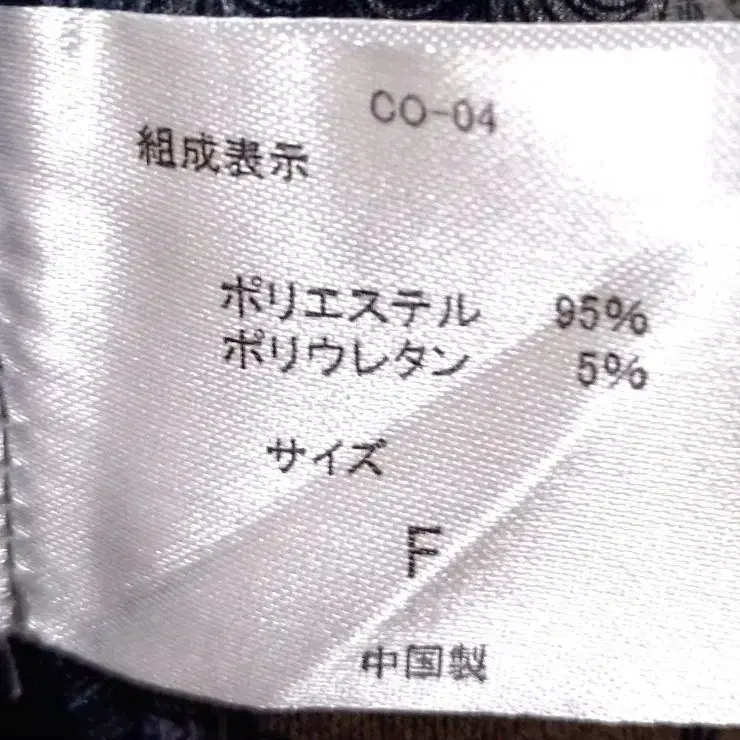 CO-04
組成表示
ポリエステル 95%
ポリウレタン 5%
サイズ
F
中国製